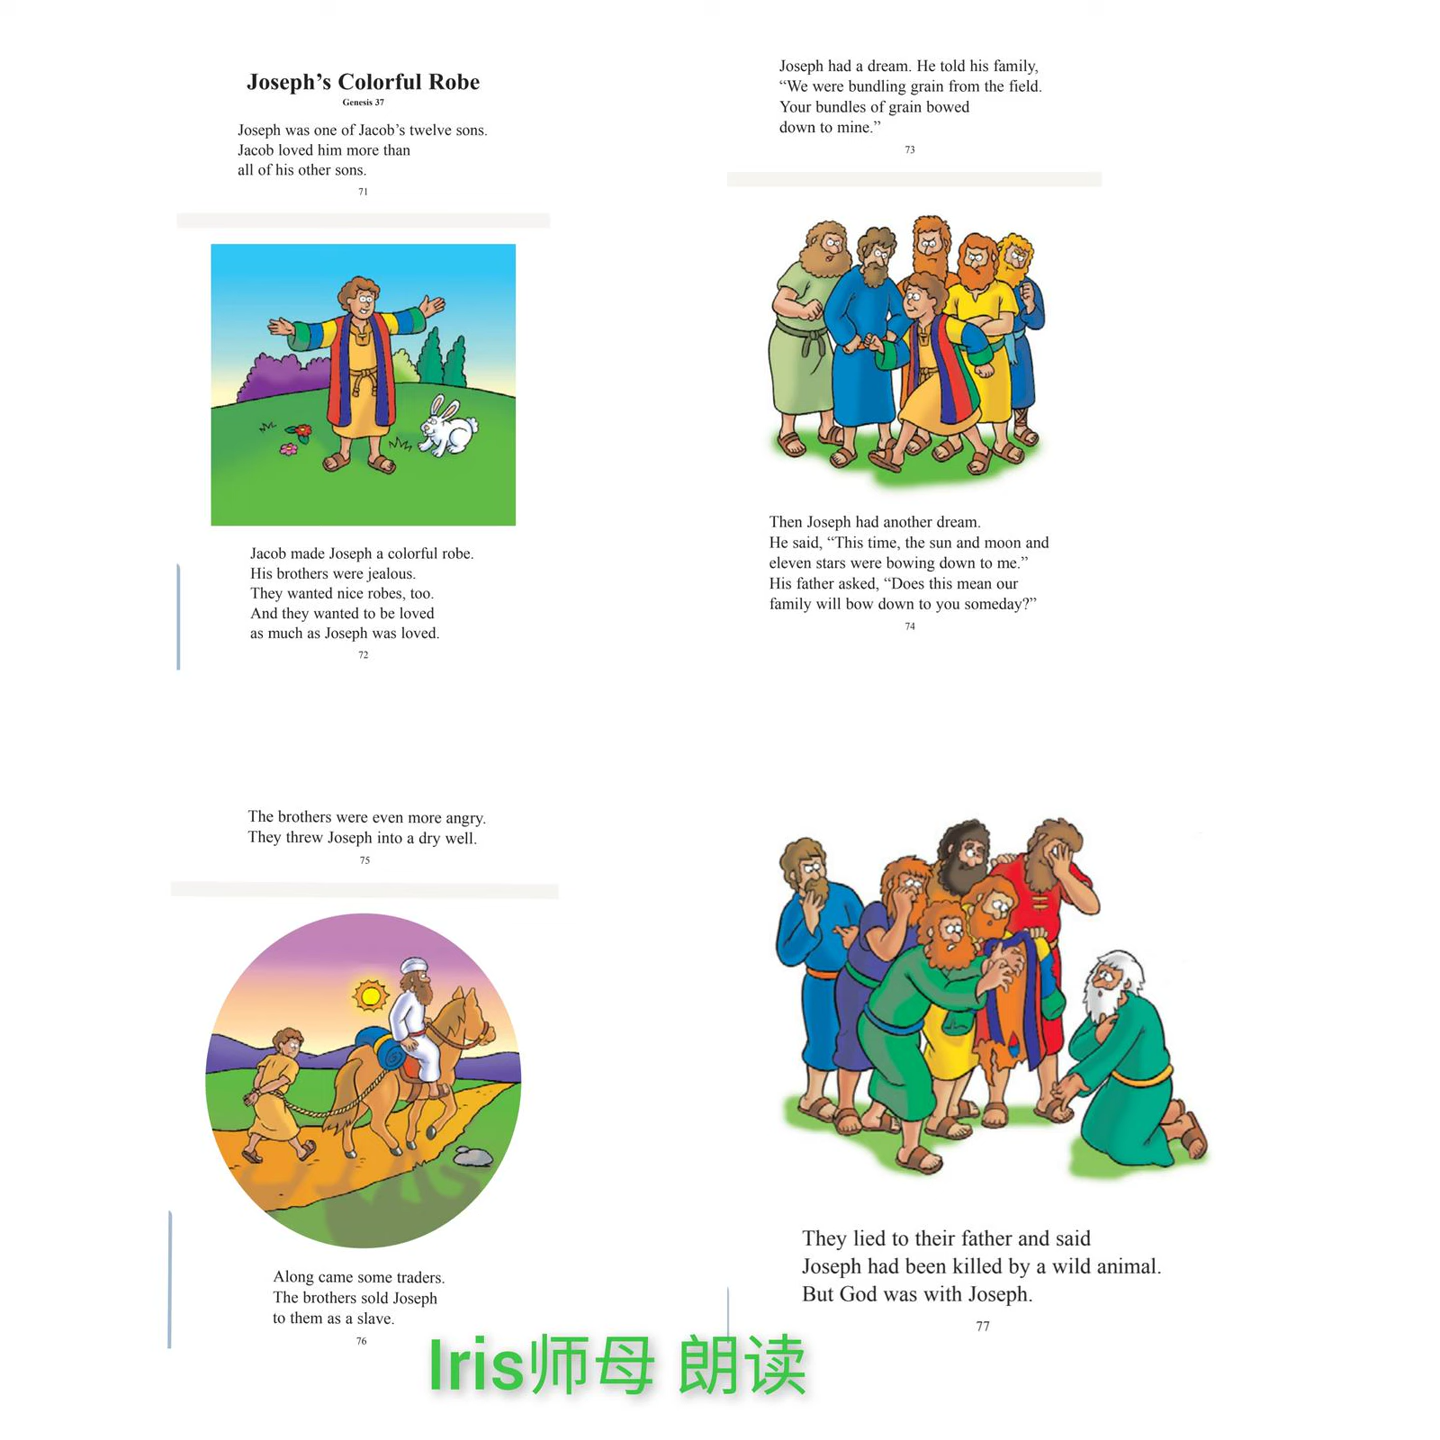 Joseph’s Colorful Robe
Genesis 37
Joseph was one of Jacob’s twelve sons.
Jacob loved him more than
all of his other sons.
71
Jacob made Joseph a colorful robe.
His brothers were jealous.
They wanted nice robes, too.
And they wanted to be loved
as much as Joseph was loved.
72
Joseph had a dream. He told his family,
“We were bundling grain from the field.
Your bundles of grain bowed
down to mine.”
73
Then Joseph had another dream.
He said, “This time, the sun and moon and
eleven stars were bowing down to me.”
His father asked, “Does this mean our
family will bow down to you someday?”
74
The brothers were even more angry.
They threw Joseph into a dry well.
75
Along came some traders.
The brothers sold Joseph
to them as a slave.
76
They lied to their father and said
Joseph had been killed by a wild animal.
But God was with Joseph.
77
Iris师母 朗读